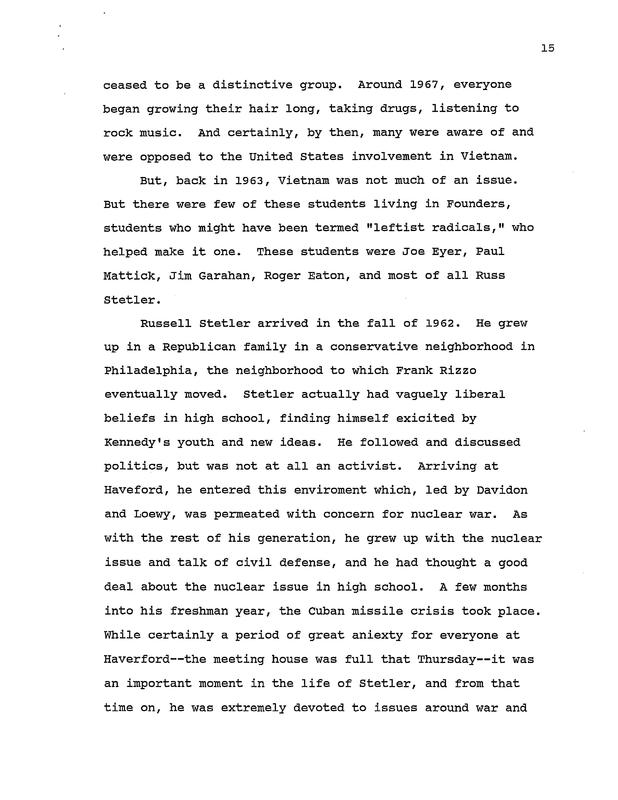 15
ceased to be a distinctive group.  Around 1967, everyone
began growing their hair long, taking drugs, listening to
rock music.  And certainly, by then, many were aware of and
were opposed to the United States involvement in Vietnam.
But, back in 1963, Vietnam was not much of an issue.
But there were few of these students living in Founders,
students who might have been termed "leftist radicals," who
helped make it one.  These students were Joe Eyer, Paul
Mattick, Jim Garahan, Roger Eaton, and most of all Russ
Stetler.
Russell Stetler arrived in the fall of 1962.  He grew
up in a Republican family in a conservative neighborhood in
Philadelphia, the neighborhood to which Frank Rizzo
eventually moved.  Stetler actually had vaguely liberal
beliefs in high school, finding himself exicited by
Kennedy's youth and new ideas.  He followed and discussed
politics, but was not at all an activist.  Arriving at
Haveford, he entered this enviroment which, led by Davidon
and Loewy, was permeated with concern for nuclear war.  As
with the rest of his generation, he grew up with the nuclear
issue and talk of civil defense, and he had thought a good
deal about the nuclear issue in high school.  A few months
into his freshman year, the Cuban missile crisis took place.
While certainly a period of great aniexty for everyone at
Haverford--the meeting house was full that Thursday--it was
an important moment in the life of Stetler, and from that
time on, he was extremely devoted to issues around war and